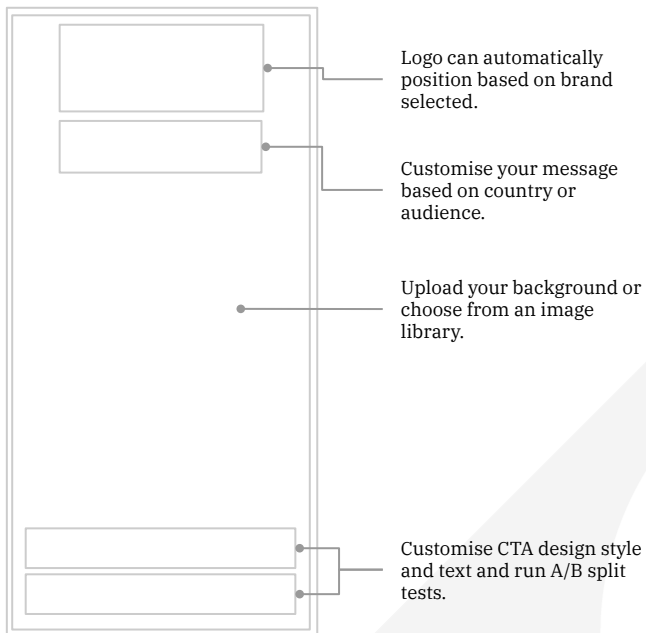 Logo can automatically
position based on brand
selected.
Customise your message
based on country or
audience.
Upload your background or
choose from an image
library.
Customise CTA design style
and text and run A/B split
tests.